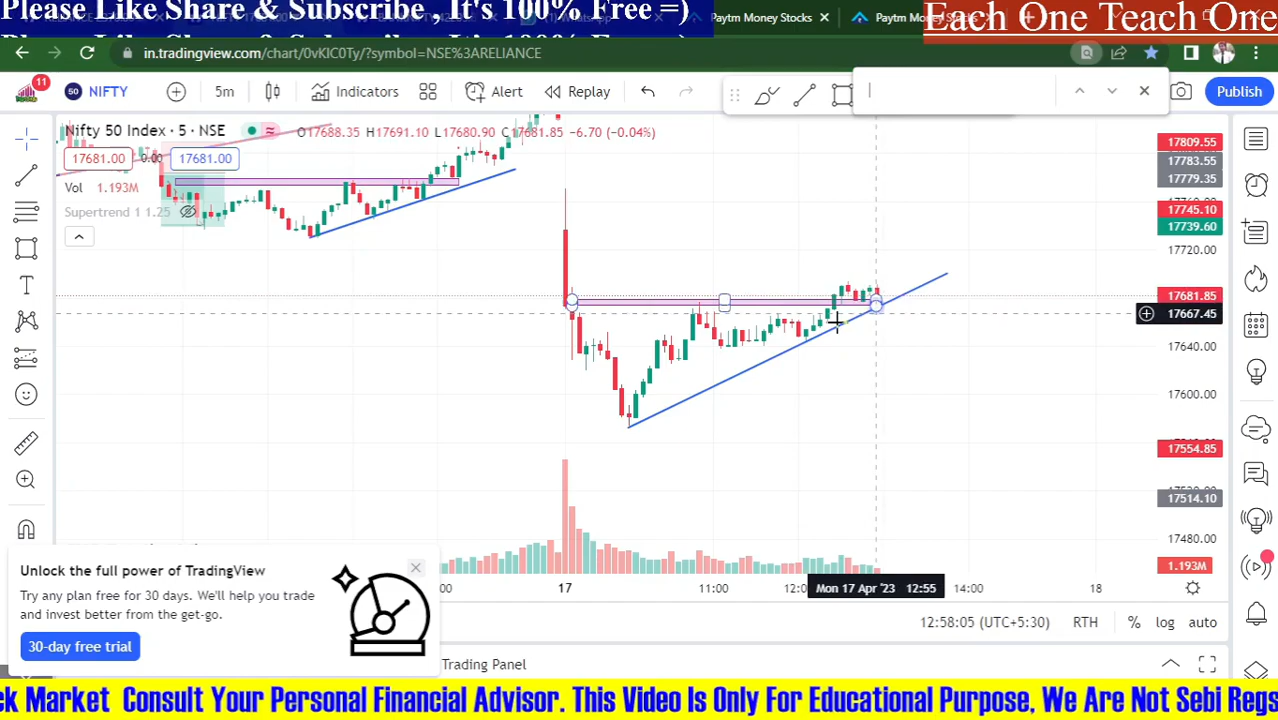 Please Like Share & Subscribe , It's 100% Free =)
Each One Teach One
Paytm Money Stocks
Paytm Money Stocks
in.tradingview.com/chart/0vKIC0Ty/?symbol=NSE%3ARELIANCE
11
50 NIFTY
5m
Indicators
Alert
Replay
Publish
Nifty 50 Index · 5 · NSE
O17688.35 H17691.10 L17680.90 C17681.85 −6.70 (−0.04%)
17681.00
0.00
17681.00
Vol 1.193M
Supertrend 1 1.25
17809.55
17783.55
17779.35
17745.10
17739.60
17720.00
17681.85
17667.45
17640.00
17600.00
17554.85
17514.10
17480.00
1.193M
Unlock the full power of TradingView
Try any plan free for 30 days. We'll help you trade
and invest better from the get-go.
30-day free trial
17
11:00
Mon 17 Apr '23 12:55
14:00
18
12:58:05 (UTC+5:30)
RTH
%
log
auto
Trading Panel
ck Market Consult Your Personal Financial Advisor. This Video Is Only For Educational Purpose, We Are Not Sebi Regs